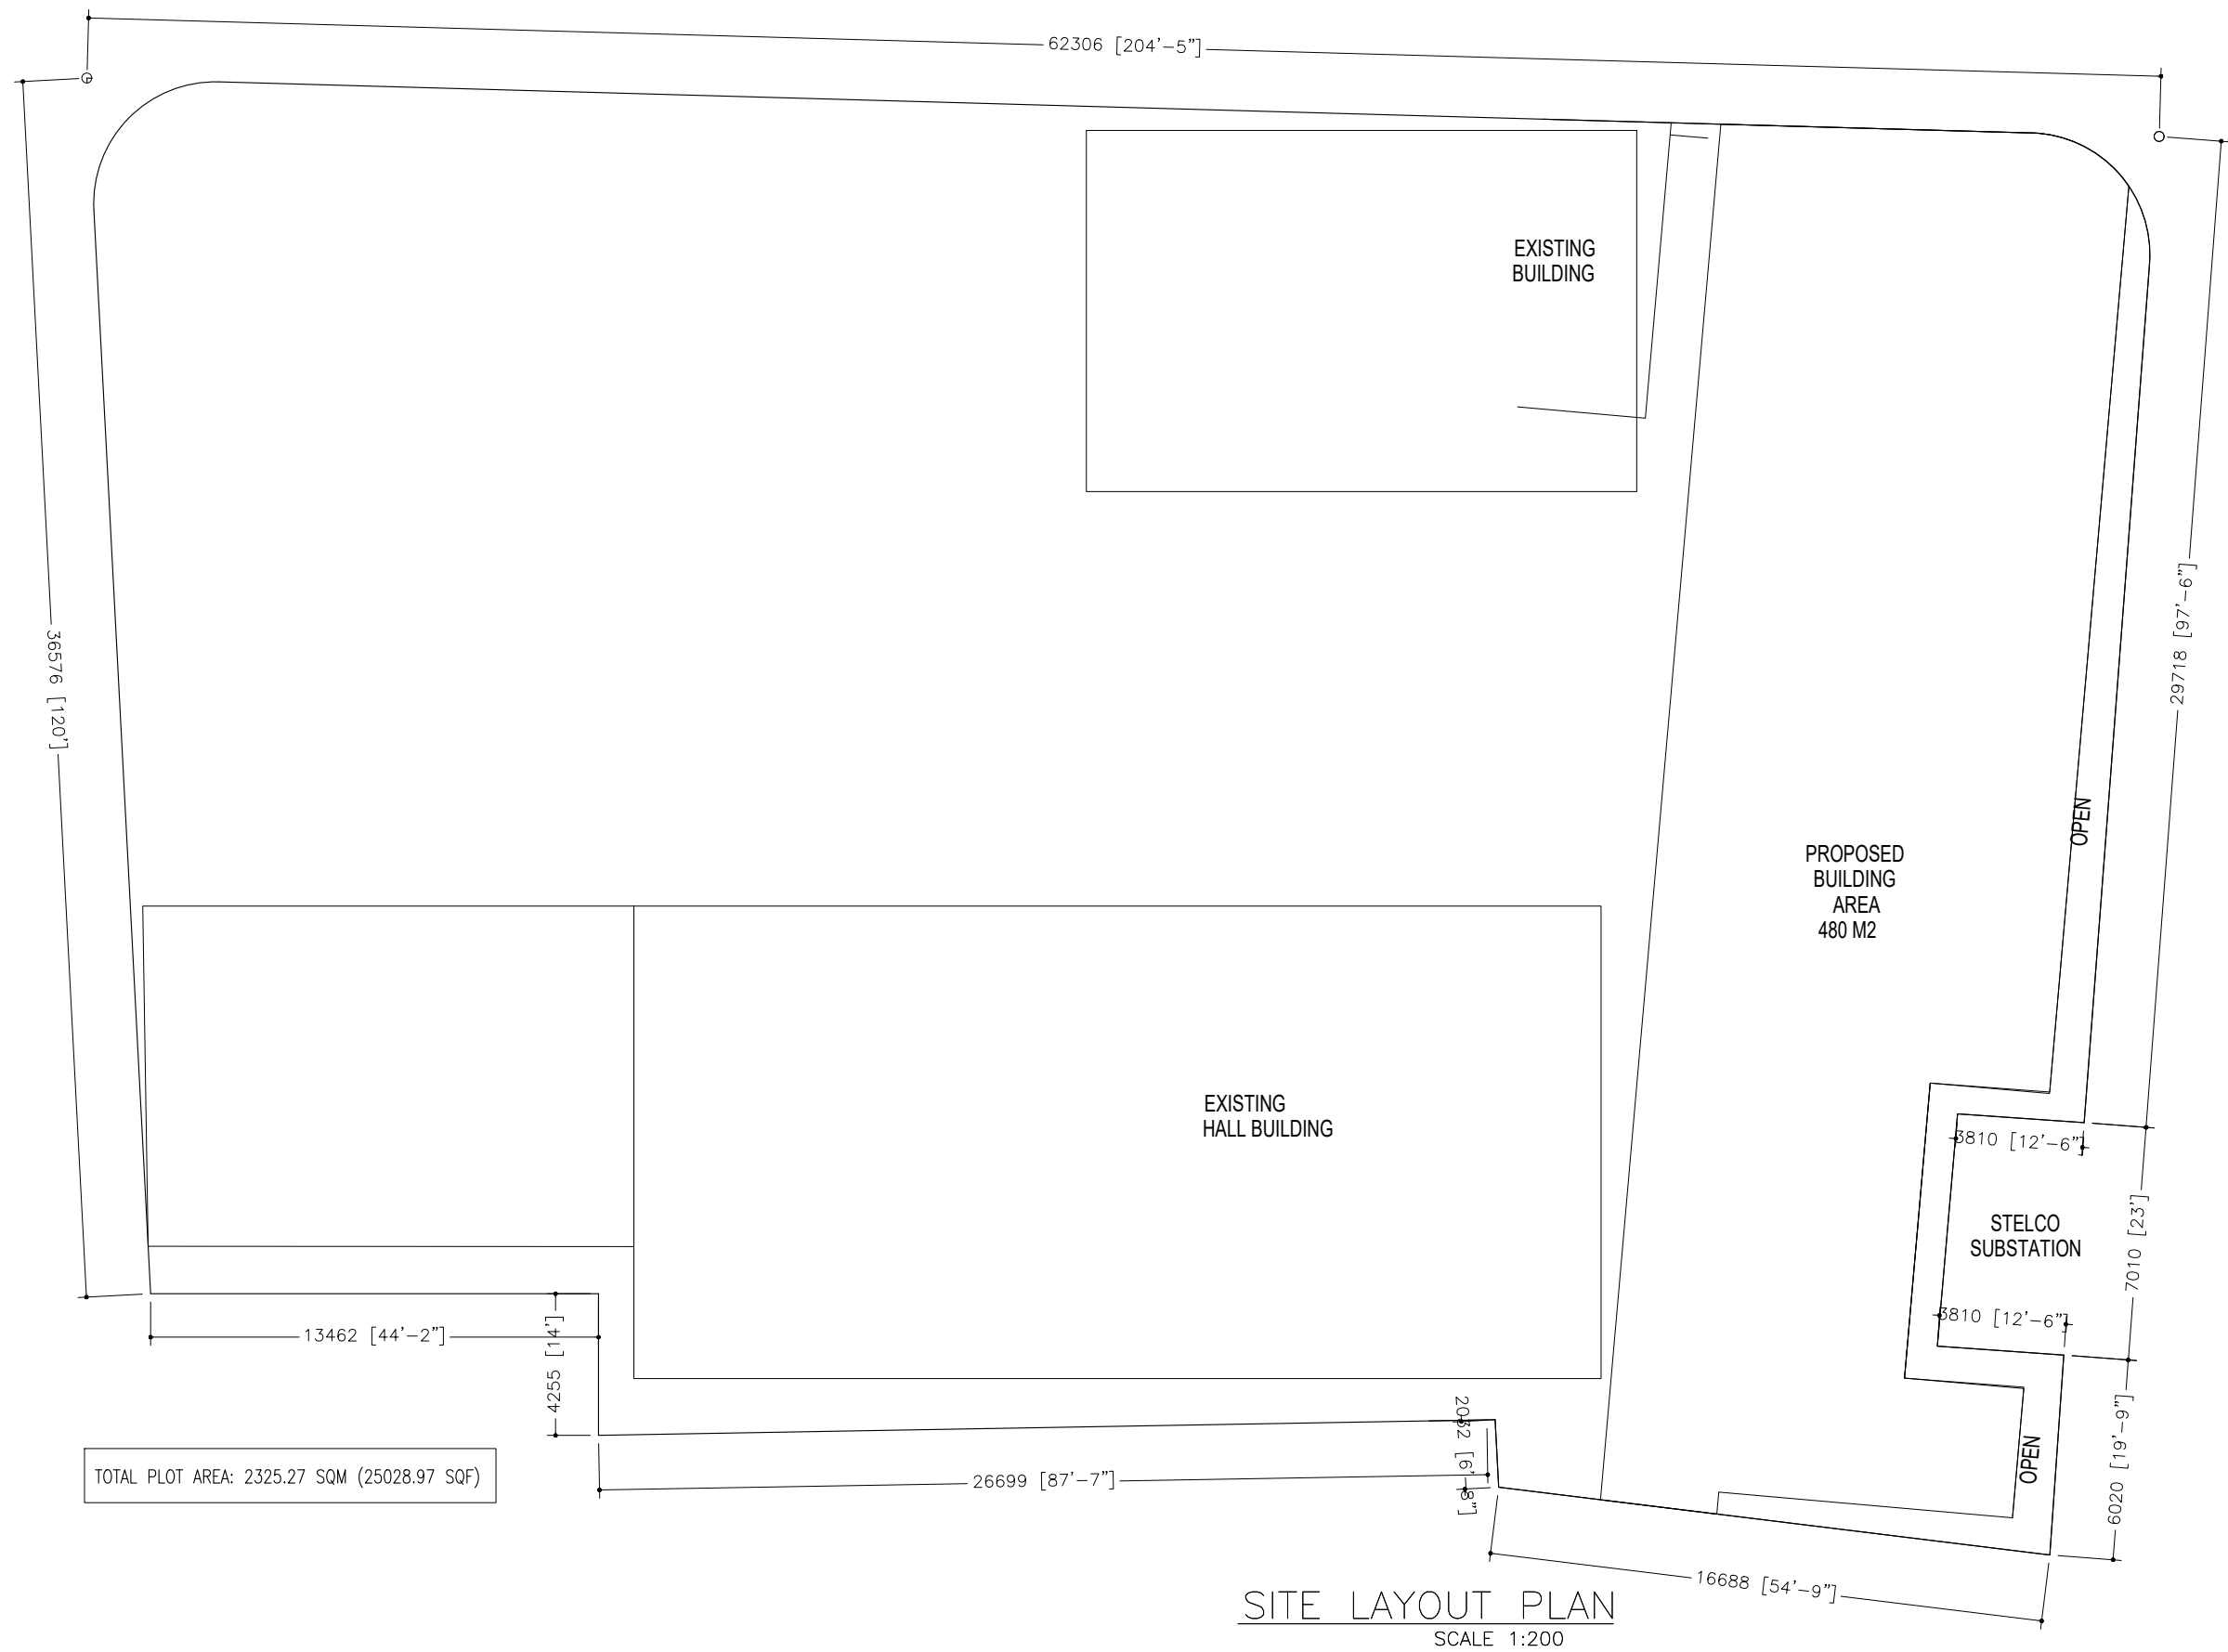 62306 [204'-5"]
EXISTING
BUILDING
36576 [120']
29718 [97'-6"]
OPEN
PROPOSED
BUILDING
AREA
480 M2
EXISTING
HALL BUILDING
3810 [12'-6"]
STELCO
SUBSTATION
7010 [23']
3810 [12'-6"]
13462 [44'-2"]
4255 [14']
2032 [6'-8"]
OPEN
6020 [19'-9"]
TOTAL PLOT AREA: 2325.27 SQM (25028.97 SQF)
26699 [87'-7"]
16688 [54'-9"]
SITE LAYOUT PLAN
SCALE 1:200